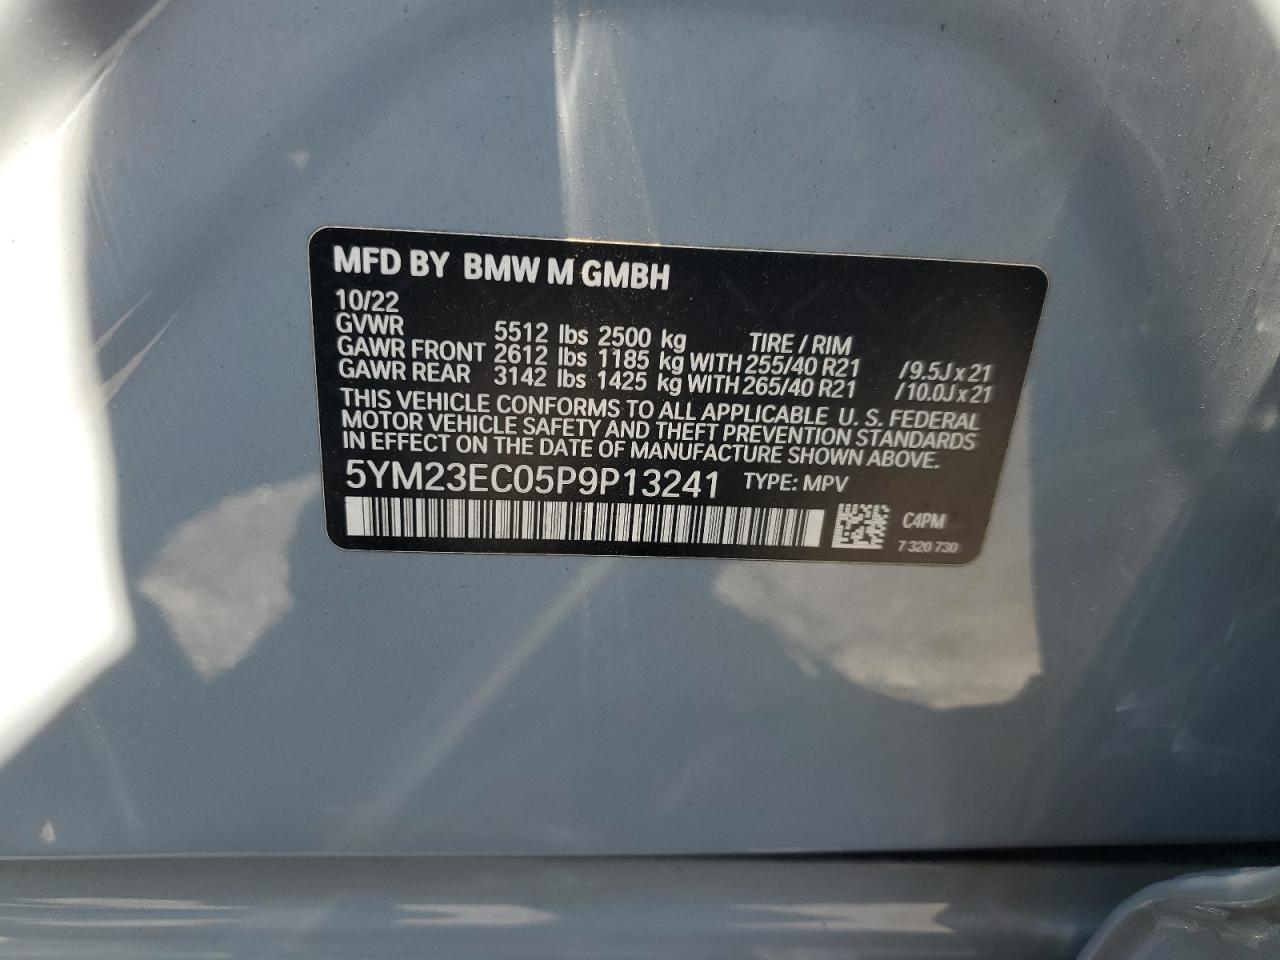 MFD BY BMW M GMBH
10/22
GVWR 5512 lbs 2500 kg TIRE / RIM
GAWR FRONT 2612 lbs 1185 kg WITH 255/40 R21 /9.5J x 21
GAWR REAR 3142 lbs 1425 kg WITH 265/40 R21 /10.0J x 21
THIS VEHICLE CONFORMS TO ALL APPLICABLE U. S. FEDERAL
MOTOR VEHICLE SAFETY AND THEFT PREVENTION STANDARDS
IN EFFECT ON THE DATE OF MANUFACTURE SHOWN ABOVE.
5YM23EC05P9P13241 TYPE: MPV
C4PM
7 320 730